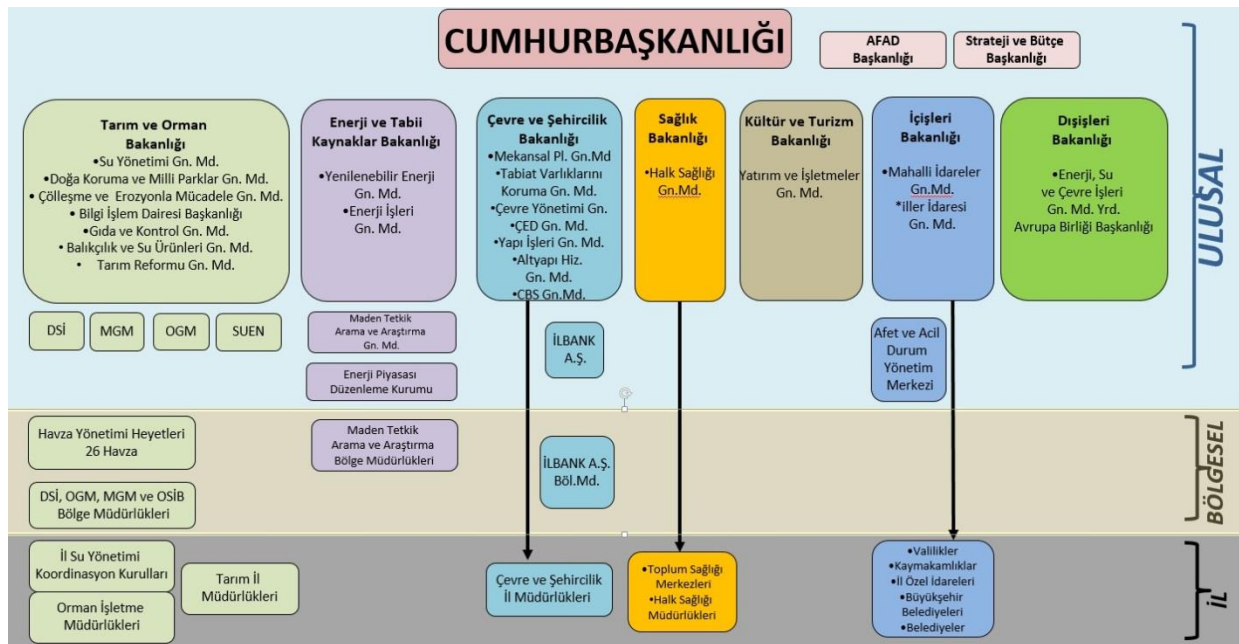 CUMHURBAŞKANLIĞI
AFAD
Başkanlığı
Strateji ve Bütçe
Başkanlığı
Tarım ve Orman
Bakanlığı
•Su Yönetimi Gn. Md.
•Doğa Koruma ve Milli Parklar Gn. Md.
• Çölleşme ve Erozyonla Mücadele Gn. Md.
• Bilgi İşlem Dairesi Başkanlığı
•Gıda ve Kontrol Gn. Md.
• Balıkçılık ve Su Ürünleri Gn. Md.
• Tarım Reformu Gn. Md.
Enerji ve Tabii
Kaynaklar Bakanlığı
•Yenilenebilir Enerji
Gn. Md.
•Enerji İşleri
Gn. Md.
Çevre ve Şehircilik
Bakanlığı
•Mekansal Pl. Gn.Md
•Tabiat Varlıklarını
Koruma Gn. Md.
•Çevre Yönetimi Gn.
•ÇED Gn. Md.
•Yapı İşleri Gn. Md.
•Altyapı Hiz.
Gn. Md.
•CBS Gn.Md.
Sağlık
Bakanlığı
•Halk Sağlığı
Gn.Md.
Kültür ve Turizm
Bakanlığı
Yatırım ve İşletmeler
Gn. Md.
İçişleri
Bakanlığı
•Mahalli İdareler
Gn.Md.
*iller İdaresi
Gn. Md.
Dışişleri
Bakanlığı
•Enerji, Su
ve Çevre İşleri
Gn. Md. Yrd.
Avrupa Birliği Başkanlığı
ULUSAL
DSİ
MGM
OGM
SUEN
Maden Tetkik
Arama ve Araştırma
Gn. Md.
Enerji Piyasası
Düzenleme Kurumu
İLBANK
A.Ş.
Afet ve Acil
Durum
Yönetim
Merkezi
Havza Yönetimi Heyetleri
26 Havza
DSİ, OGM, MGM ve OSİB
Bölge Müdürlükleri
Maden Tetkik
Arama ve Araştırma
Bölge Müdürlükleri
İLBANK A.Ş.
Böl.Md.
BÖLGESEL
İl Su Yönetimi
Koordinasyon Kurulları
Orman İşletme
Müdürlükleri
Tarım İl
Müdürlükleri
Çevre ve Şehircilik
İl Müdürlükleri
•Toplum Sağlığı
Merkezleri
•Halk Sağlığı
Müdürlükleri
•Valilikler
•Kaymakamlıklar
•İl Özel İdareleri
•Büyükşehir
Belediyeleri
•Belediyeler
İL